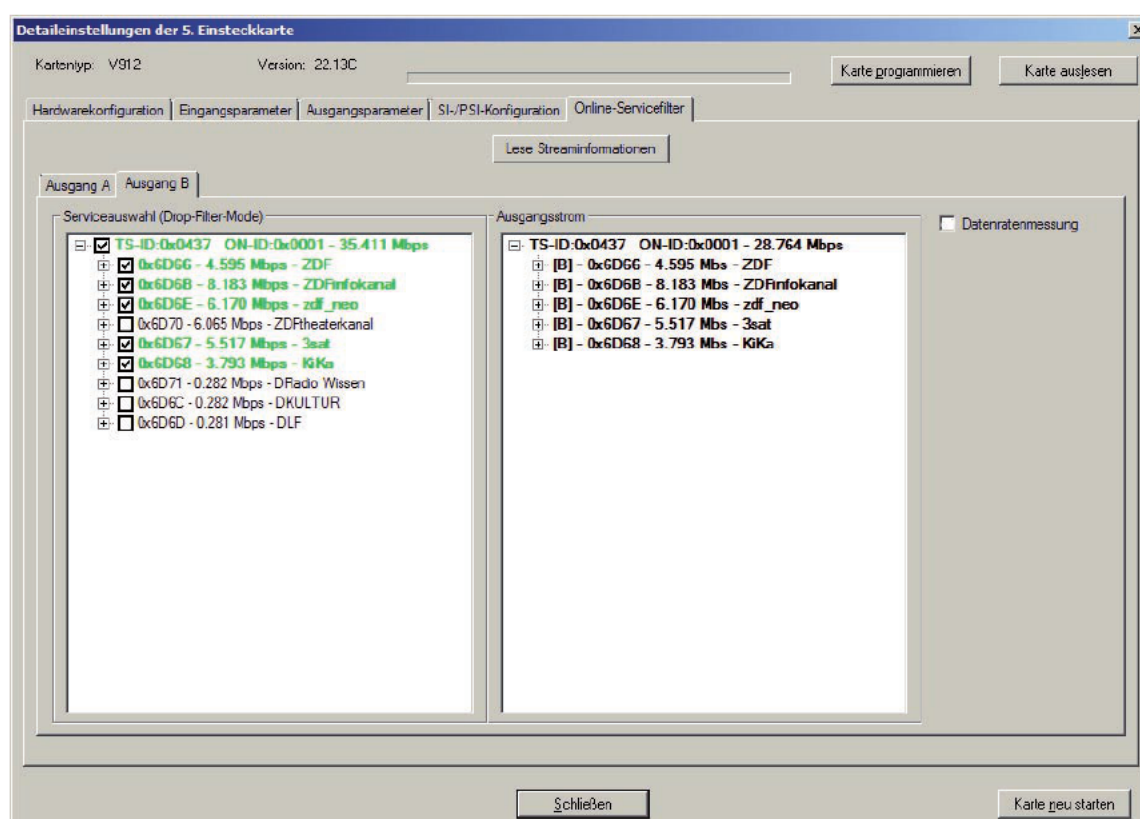 Detaileinstellungen der 5. Einsteckkarte
Kartentyp: V912 Version: 22.13C
Karte programmieren
Karte auslesen
Hardwarekonfiguration Eingangsparameter Ausgangsparameter SI-/PSI-Konfiguration Online-Servicefilter
Lese Streaminformationen
Ausgang A Ausgang B
Serviceauswahl (Drop-Filter-Mode)
TS-ID:0x0437 ON-ID:0x0001 - 35.411 Mbps
0x6D66 - 4.595 Mbps - ZDF
0x6D6B - 8.183 Mbps - ZDFinfokanal
0x6D6E - 6.170 Mbps - zdf_neo
0x6D70 - 6.065 Mbps - ZDFtheaterkanal
0x6D67 - 5.517 Mbps - 3sat
0x6D68 - 3.793 Mbps - KiKa
0x6D71 - 0.282 Mbps - DRadio Wissen
0x6D6C - 0.282 Mbps - DKULTUR
0x6D6D - 0.281 Mbps - DLF
Ausgangsstrom
TS-ID:0x0437 ON-ID:0x0001 - 28.764 Mbps
[B] - 0x6D66 - 4.595 Mbs - ZDF
[B] - 0x6D6B - 8.183 Mbs - ZDFinfokanal
[B] - 0x6D6E - 6.170 Mbs - zdf_neo
[B] - 0x6D67 - 5.517 Mbs - 3sat
[B] - 0x6D68 - 3.793 Mbs - KiKa
Datenratenmessung
Schließen
Karte neu starten